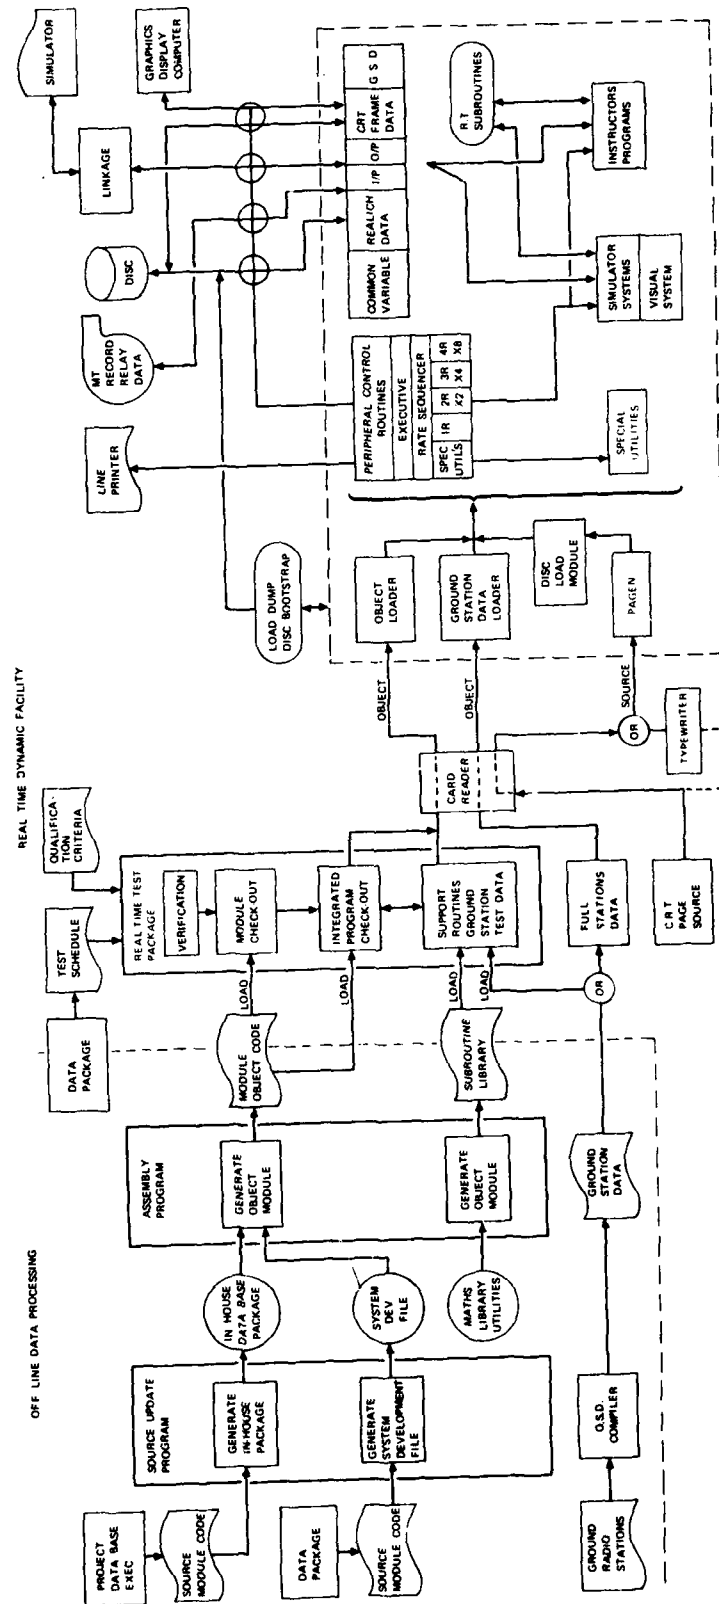 OFF LINE DATA PROCESSING
REAL TIME DYNAMIC FACILITY
PROJECT
DATA BASE
EXEC
SOURCE
MODULE CODE
DATA
PACKAGE
SOURCE
MODULE CODE
GROUND
RADIO
STATIONS
SOURCE UPDATE
PROGRAM
GENERATE
IN-HOUSE
PACKAGE
GENERATE
SYSTEM
DEVELOPMENT
FILE
COMPILER
IN HOUSE
DATA BASE
PACKAGE
SYSTEM
DEV
FILE
MATHS
LIBRARY
UTILITIES
GROUND
STATION
DATA
ASSEMBLY
PROGRAM
GENERATE
OBJECT
MODULE
GENERATE
OBJECT
MODULE
DATA
PACKAGE
MODULE
OBJECT CODE
SUBROUTINE
LIBRARY
LOAD
LOAD
LOAD
LOAD
OR
TEST
SCHEDULE
QUALIFICA-
TION
CRITERIA
REAL TIME TEST
PACKAGE
VERIFICATION
MODULE
CHECK-OUT
INTEGRATED
PROGRAM
CHECK-OUT
SUPPORT
ROUTINES
GROUND
STATION
TEST DATA
FULL
STATIONS
DATA
C.R.T
PAGE
SOURCE
CARD
READER
OBJECT
OBJECT
SOURCE
OR
TYPEWRITER
LOAD DUMP
DISC BOOTSTRAP
OBJECT
LOADER
GROUND
STATION
DATA
LOADER
DISC
LOAD
MODULE
PAGEN
LINE
PRINTER
MT
RECORD
RELAY
DATA
DISC
LINKAGE
SIMULATOR
GRAPHICS
DISPLAY
COMPUTER
PERIPHERAL CONTROL
ROUTINES
EXECUTIVE
RATE SEQUENCER
SPEC
UTILS
1R
2R
X2
3R
X4
4R
X8
SPECIAL
UTILITIES
COMMON
VARIABLE
REALICH
DATA
I/P
O/P
CRT
FRAME
DATA
G S D
SIMULATOR
SYSTEMS
VISUAL
SYSTEM
R.T
SUBROUTINES
INSTRUCTORS
PROGRAMS